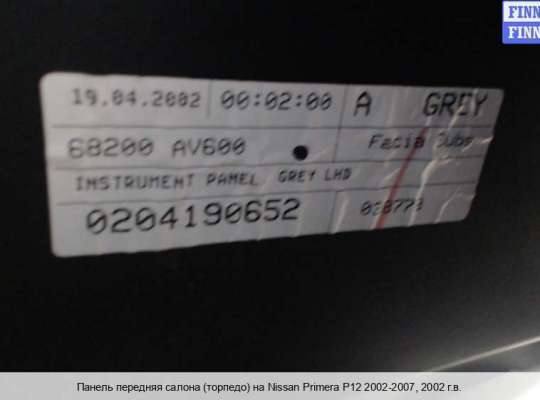 FINN
FINN
19.04.2002 00:02:00 A GREY
68200 AV600 Facia Subs
INSTRUMENT PANEL GREY LHD
0204190652
Панель передняя салона (торпедо) на Nissan Primera P12 2002-2007, 2002 г.в.